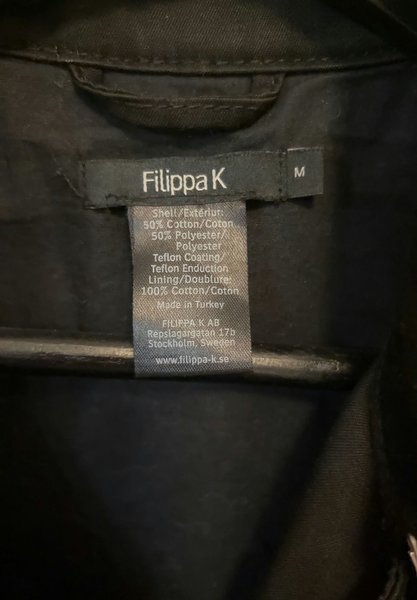 Filippa K
M
Shell/Extériur:
50% Cotton/Coton
50% Polyester/
Polyester
Teflon Coating/
Teflon Enduction
Lining/Doublure:
100% Cotton/Coton
Made in Turkey
FILIPPA K AB
Repslagargatan 17b
Stockholm, Sweden
www.filippa-k.se